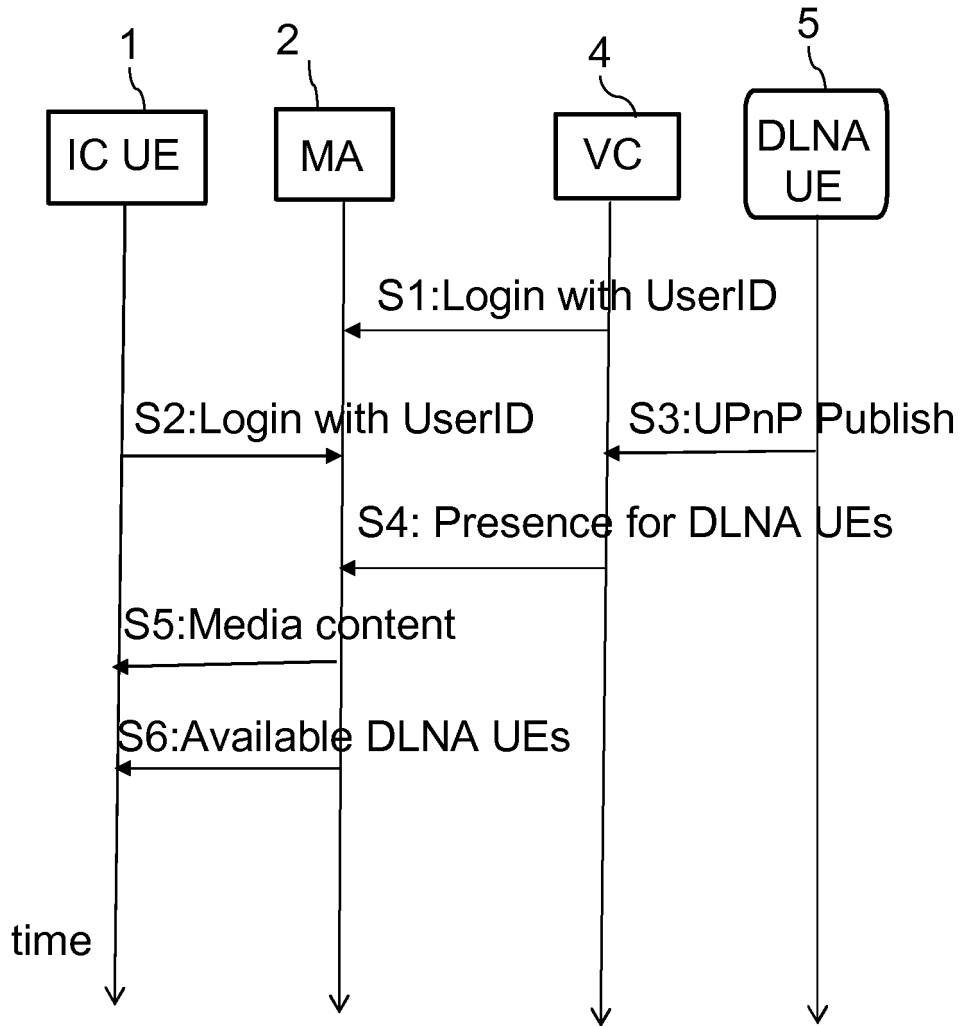 1
2
4
5
IC UE
MA
VC
DLNA
UE
S1:Login with UserID
S2:Login with UserID
S3:UPnP Publish
S4: Presence for DLNA UEs
S5:Media content
S6:Available DLNA UEs
time